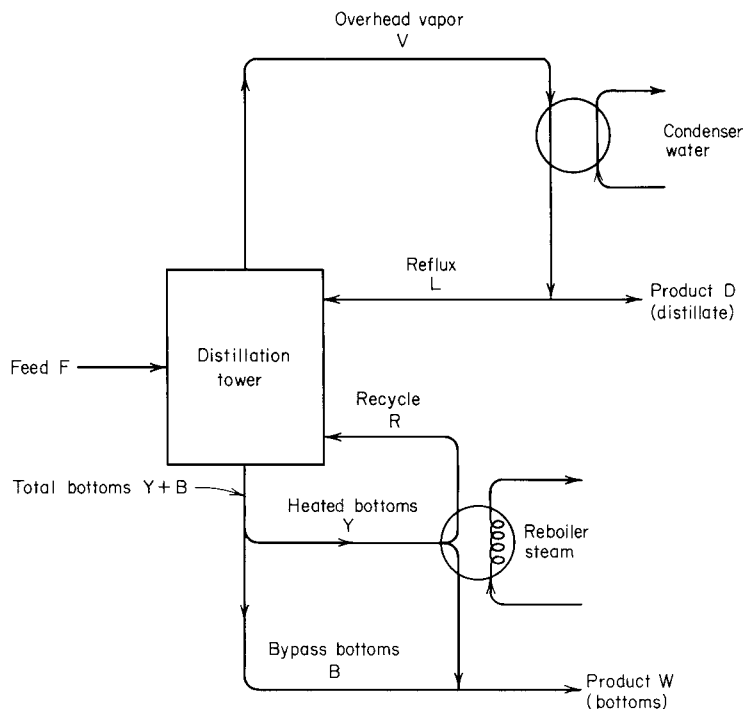 Overhead vapor
V
Condenser
water
Reflux
L
Product D
(distillate)
Distillation
tower
Feed F
Recycle
R
Total bottoms Y+B
Heated bottoms
Y
Reboiler
steam
Bypass bottoms
B
Product W
(bottoms)